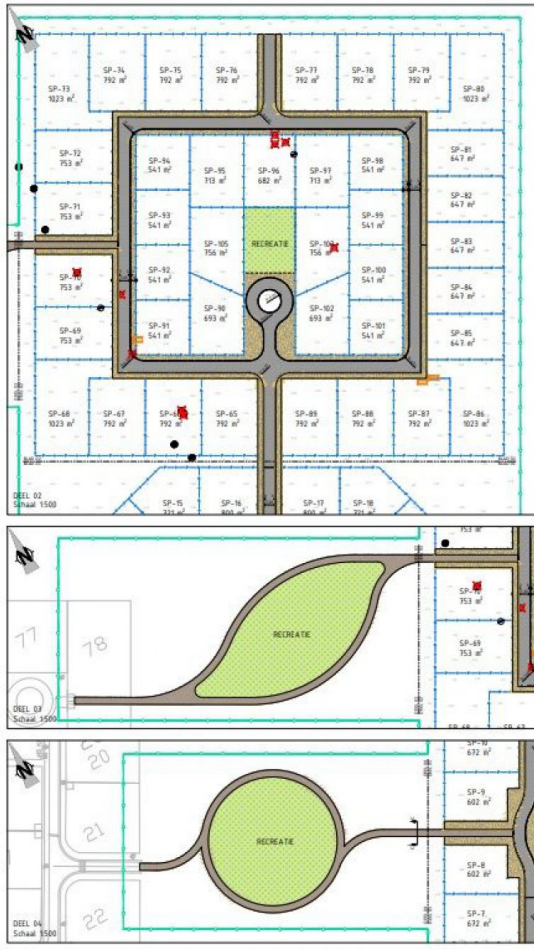 SP-74
792 m²
SP-75
792 m²
SP-76
792 m²
SP-77
792 m²
SP-78
792 m²
SP-79
792 m²
SP-73
1023 m²
SP-80
1023 m²
SP-72
753 m²
SP-94
541 m²
SP-95
713 m²
SP-96
682 m²
SP-97
713 m²
SP-98
541 m²
SP-81
647 m²
SP-71
753 m²
SP-82
647 m²
SP-93
541 m²
SP-105
756 m²
RECREATIE
756 m²
SP-99
541 m²
SP-83
647 m²
753 m²
SP-92
541 m²
SP-100
541 m²
SP-84
647 m²
SP-69
753 m²
SP-91
541 m²
SP-90
693 m²
SP-102
693 m²
SP-101
541 m²
SP-85
647 m²
SP-68
1023 m²
SP-67
792 m²
792 m²
SP-65
792 m²
SP-89
792 m²
SP-88
792 m²
SP-87
792 m²
SP-86
1023 m²
SP-15
SP-16
SP-17
SP-18
DEEL 02
Schaal 1:500
753 m²
753 m²
SP-69
753 m²
RECREATIE
77
78
SP-68
SP-67
DEEL 03
Schaal 1:500
20
SP-10
672 m²
SP-9
602 m²
21
RECREATIE
SP-8
602 m²
22
SP-7
672 m²
DEEL 04
Schaal 1:500